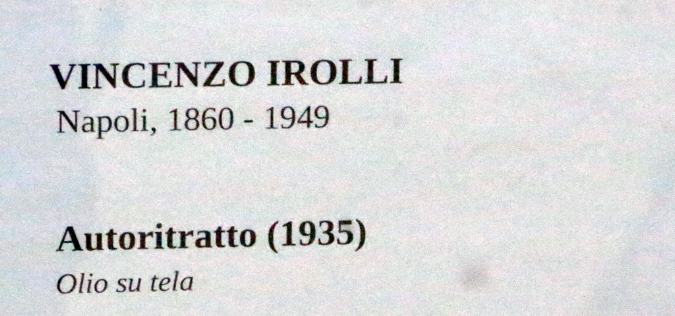 VINCENZO IROLLI
Napoli, 1860 - 1949
Autoritratto (1935)
Olio su tela